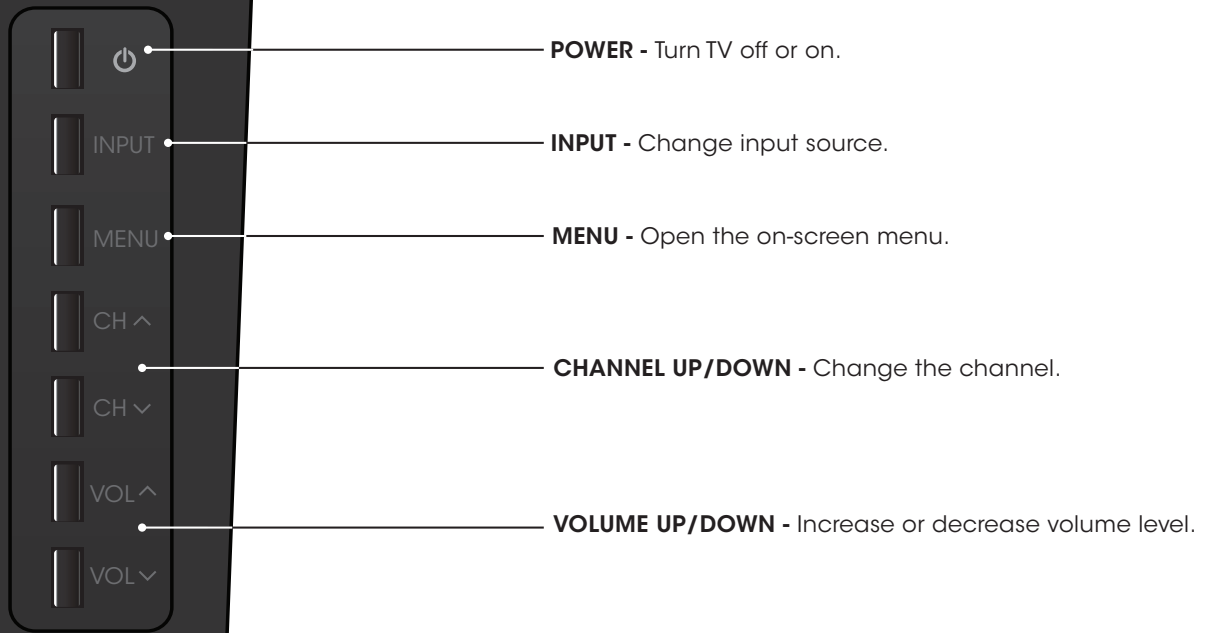 POWER - Turn TV off or on.
INPUT
INPUT - Change input source.
MENU
MENU - Open the on-screen menu.
CH
CHANNEL UP/DOWN - Change the channel.
CH
VOL
VOLUME UP/DOWN - Increase or decrease volume level.
VOL